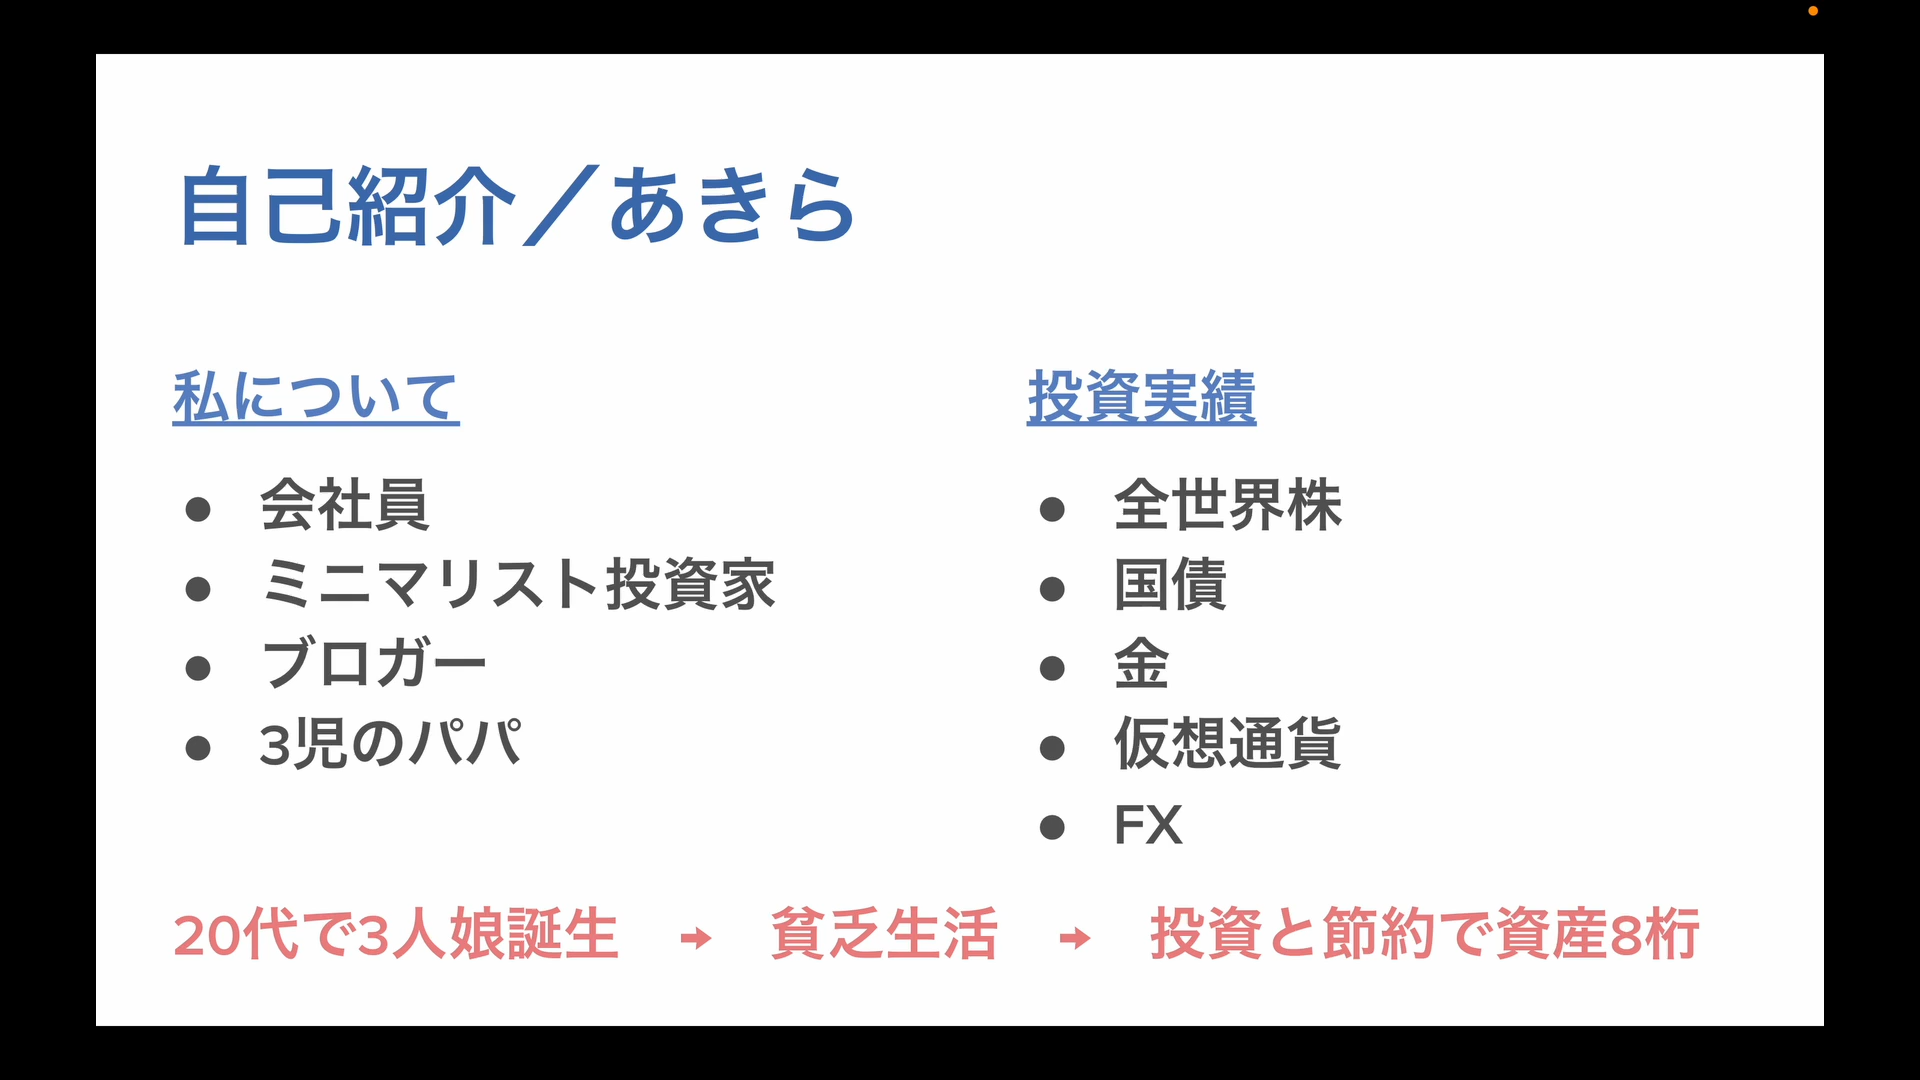 自己紹介／あきら
私について
● 会社員
● ミニマリスト投資家
● ブロガー
● 3児のパパ
投資実績
● 全世界株
● 国債
● 金
● 仮想通貨
● FX
20代で3人娘誕生 → 貧乏生活 → 投資と節約で資産8桁